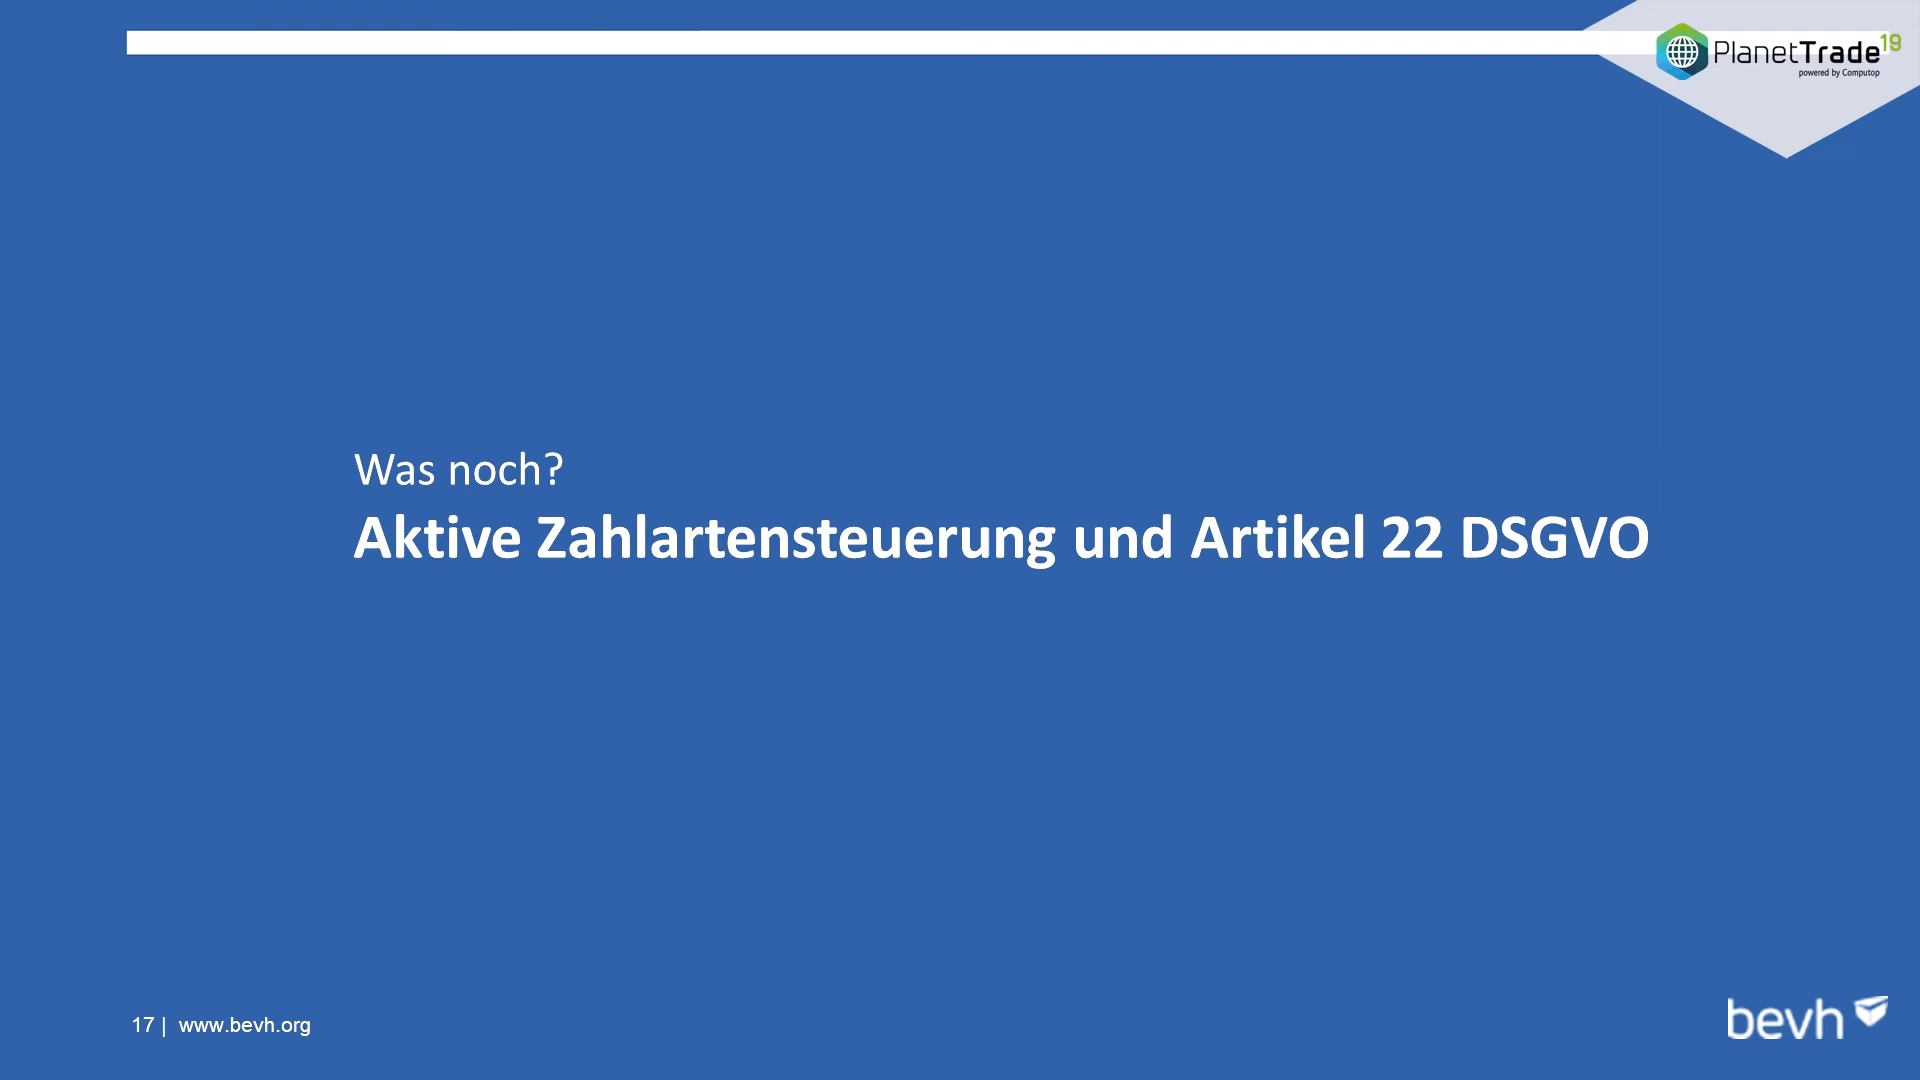 PlanetTrade19
powered by Computop
Was noch?
Aktive Zahlartensteuerung und Artikel 22 DSGVO
17 | www.bevh.org
bevh